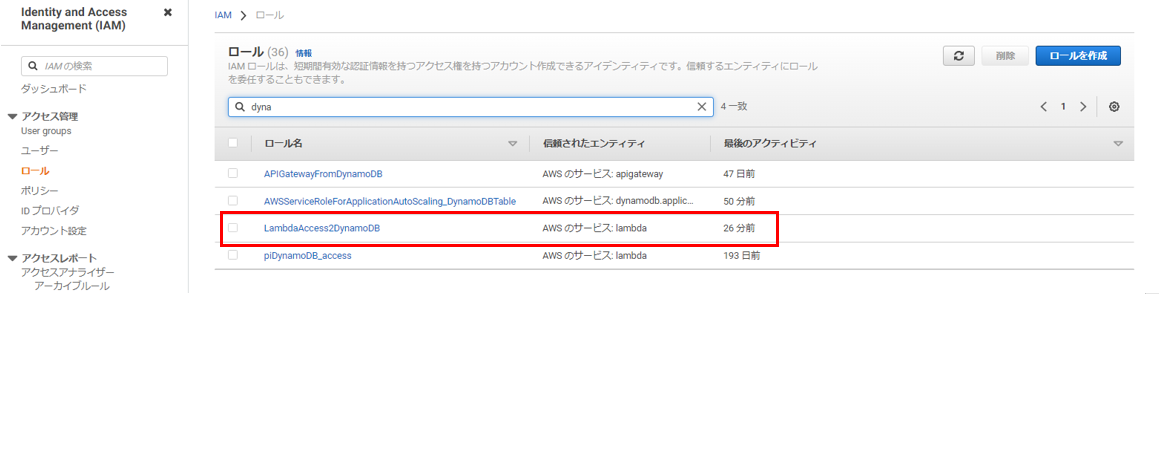 Identity and Access
Management (IAM)
IAM の検索
ダッシュボード
アクセス管理
User groups
ユーザー
ロール
ポリシー
ID プロバイダ
アカウント設定
アクセスレポート
アクセスアナライザー
アーカイブルール
IAM > ロール
ロール (36) 情報
IAM ロールは、短期間有効な認証情報を持つアクセス権を持つアカウント作成できるアイデンティティです。信頼するエンティティにロール
を委任することもできます。
削除
ロールを作成
dyna
4 一致
1
ロール名 信頼されたエンティティ 最後のアクティビティ
APIGatewayFromDynamoDB AWS のサービス: apigateway 47 日前
AWSServiceRoleForApplicationAutoScaling_DynamoDBTable AWS のサービス: dynamodb.applic... 50 分前
LambdaAccess2DynamoDB AWS のサービス: lambda 26 分前
piDynamoDB_access AWS のサービス: lambda 193 日前